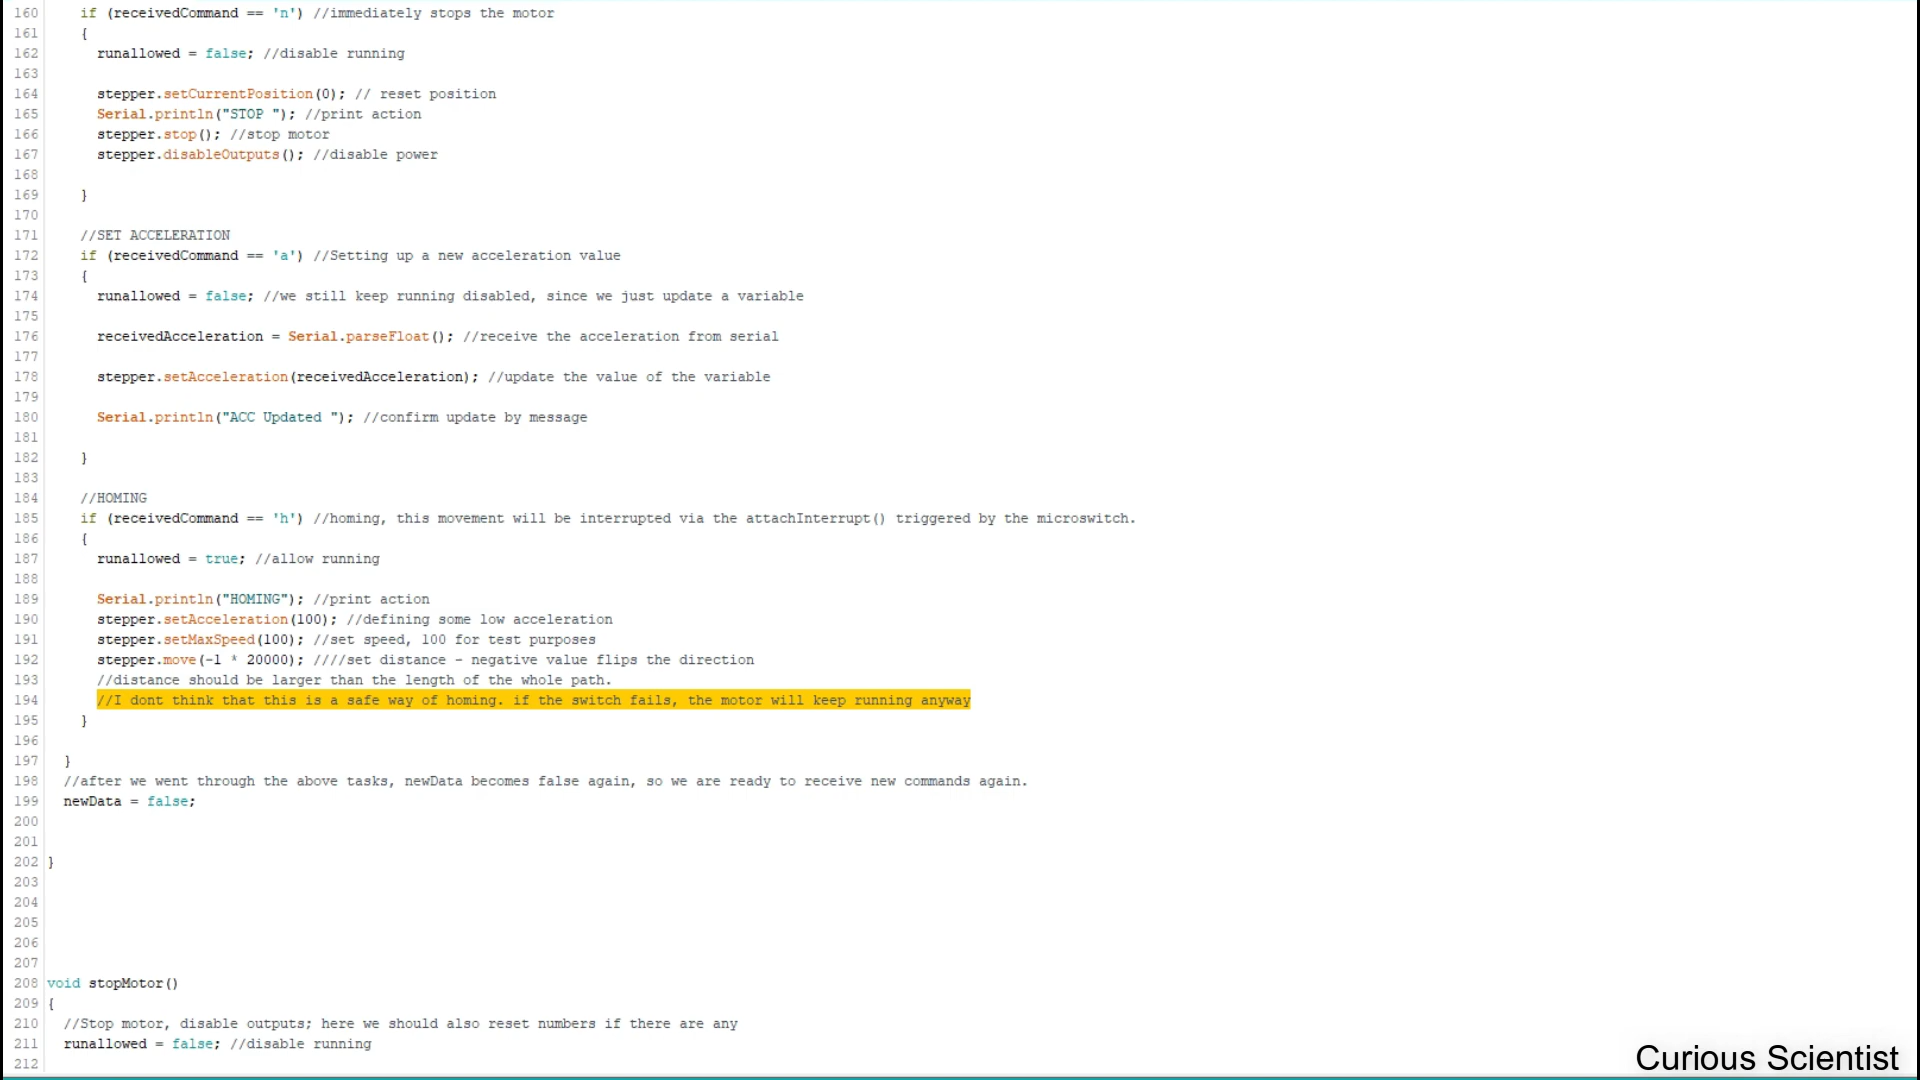 160 if (receivedCommand == 'n') //immediately stops the motor
161 {
162 runallowed = false; //disable running
163
164 stepper.setCurrentPosition(0); // reset position
165 Serial.println("STOP "); //print action
166 stepper.stop(); //stop motor
167 stepper.disableOutputs(); //disable power
168
169 }
170
171 //SET ACCELERATION
172 if (receivedCommand == 'a') //Setting up a new acceleration value
173 {
174 runallowed = false; //we still keep running disabled, since we just update a variable
175
176 receivedAcceleration = Serial.parseFloat(); //receive the acceleration from serial
177
178 stepper.setAcceleration(receivedAcceleration); //update the value of the variable
179
180 Serial.println("ACC Updated "); //confirm update by message
181
182 }
183
184 //HOMING
185 if (receivedCommand == 'h') //homing, this movement will be interrupted via the attachInterrupt() triggered by the microswitch.
186 {
187 runallowed = true; //allow running
188
189 Serial.println("HOMING"); //print action
190 stepper.setAcceleration(100); //defining some low acceleration
191 stepper.setMaxSpeed(100); //set speed, 100 for test purposes
192 stepper.move(-1 * 20000); ////set distance - negative value flips the direction
193 //distance should be larger than the length of the whole path.
194 //I dont think that this is a safe way of homing. if the switch fails, the motor will keep running anyway
195 }
196
197 }
198 //after we went through the above tasks, newData becomes false again, so we are ready to receive new commands again.
199 newData = false;
200
201
202 }
203
204
205
206
207
208 void stopMotor()
209 {
210 //Stop motor, disable outputs; here we should also reset numbers if there are any
211 runallowed = false; //disable running
212
Curious Scientist